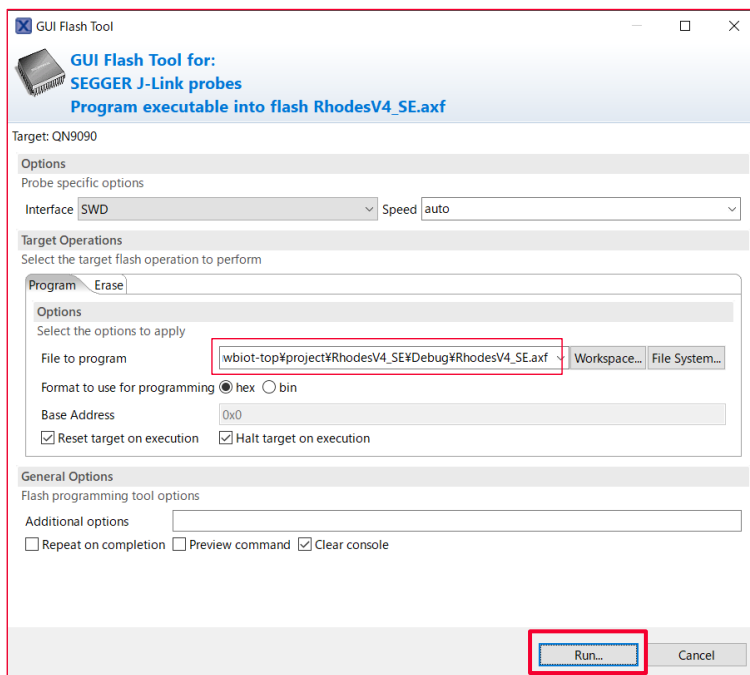 GUI Flash Tool
GUI Flash Tool for:
SEGGER J-Link probes
Program executable into flash RhodesV4_SE.axf
Target: QN9090
Options
Probe specific options
Interface SWD Speed auto
Target Operations
Select the target flash operation to perform
Program Erase
Options
Select the options to apply
File to program wbiot-top¥project¥RhodesV4_SE¥Debug¥RhodesV4_SE.axf Workspace... File System...
Format to use for programming hex bin
Base Address 0x0
Reset target on execution Halt target on execution
General Options
Flash programming tool options
Additional options
Repeat on completion Preview command Clear console
Run... Cancel